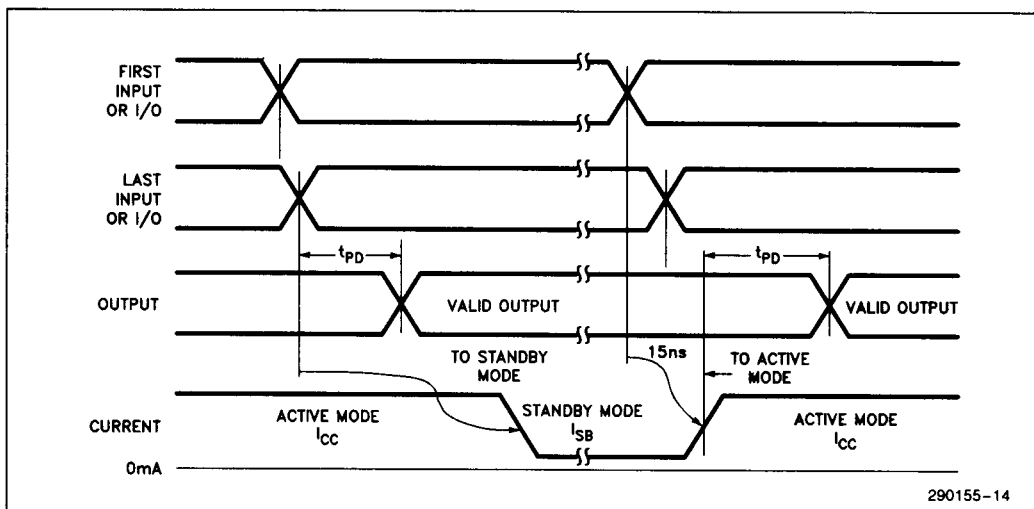 FIRST
INPUT
OR I/O
LAST
INPUT
OR I/O
tPD
tPD
OUTPUT
VALID OUTPUT
VALID OUTPUT
TO STANDBY
MODE
15ns
TO ACTIVE
MODE
CURRENT
ACTIVE MODE
ICC
STANDBY MODE
ISB
ACTIVE MODE
ICC
0mA
290155-14